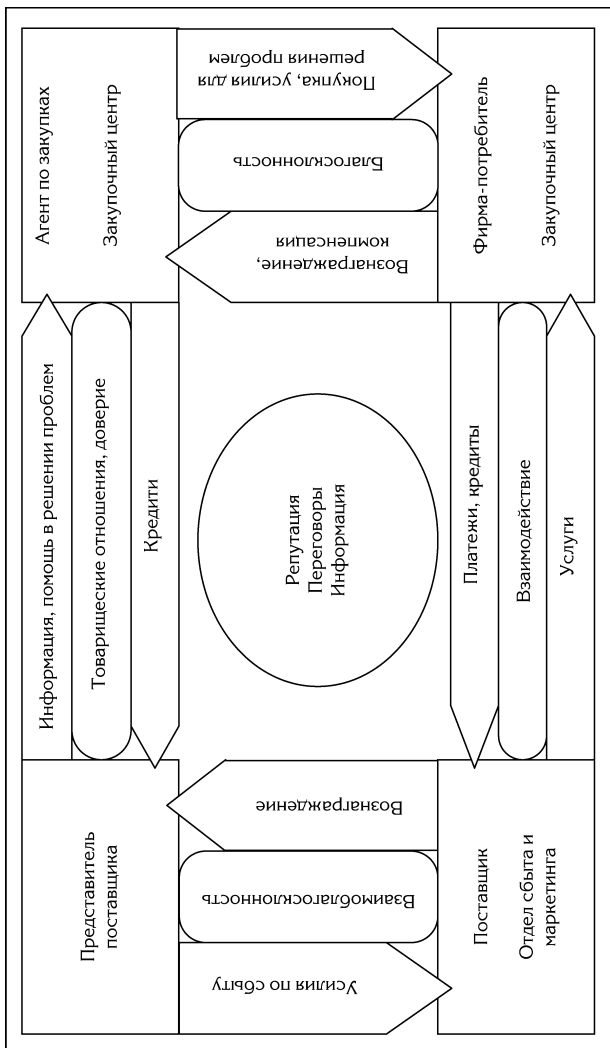 Представитель
поставщика
Информация, помощь в решении проблем
Товарищеские отношения, доверие
Кредити
Агент по закупках
Закупочный центр
Усилия по сбыту
Взаимоблагосклонность
Вознаграждение
Репутация
Переговоры
Информация
Вознаграждение,
компенсация
Благосклонность
Покупка, усилия для
решения проблем
Поставщик
Отдел сбыта и
маркетинга
Платежи, кредиты
Взаимодействие
Услуги
Фирма-потребитель
Закупочный центр